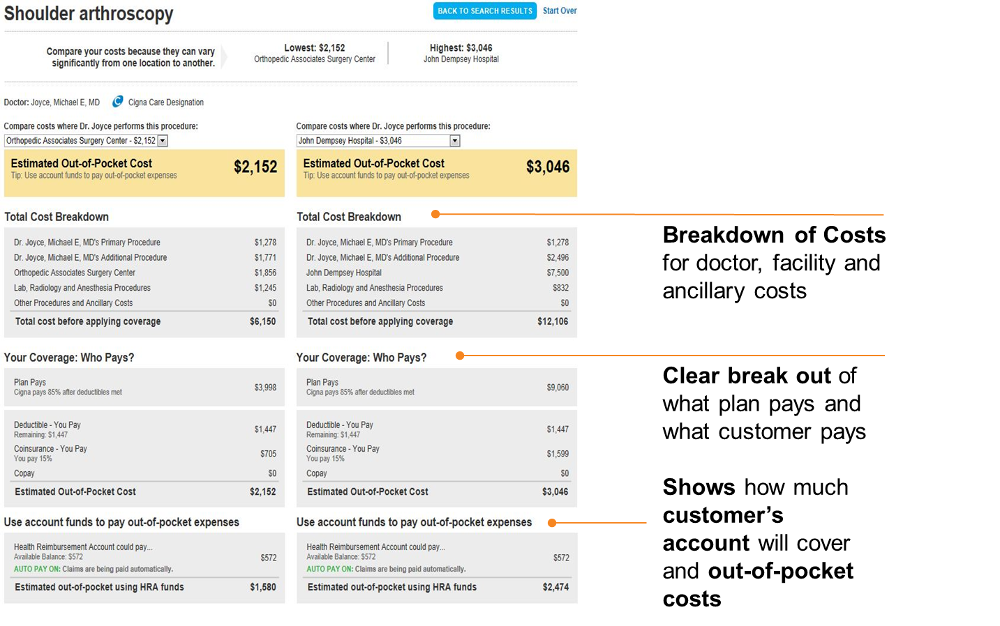 Shoulder arthroscopy
BACK TO SEARCH RESULTS Start Over
Compare your costs because they can vary
significantly from one location to another.
Lowest: $2,152
Orthopedic Associates Surgery Center
Highest: $3,046
John Dempsey Hospital
Doctor: Joyce, Michael E, MD Cigna Care Designation
Compare costs where Dr. Joyce performs this procedure:
Orthopedic Associates Surgery Center - $2,152
Estimated Out-of-Pocket Cost $2,152
Tip: Use account funds to pay out-of-pocket expenses
Total Cost Breakdown
Dr. Joyce, Michael E, MD's Primary Procedure $1,278
Dr. Joyce, Michael E, MD's Additional Procedure $1,771
Orthopedic Associates Surgery Center $1,856
Lab, Radiology and Anesthesia Procedures $1,245
Other Procedures and Ancillary Costs $0
Total cost before applying coverage $6,150
Your Coverage: Who Pays?
Plan Pays $3,998
Cigna pays 85% after deductibles met
Deductible - You Pay $1,447
Remaining: $1,447
Coinsurance - You Pay $705
You pay 15%
Copay $0
Estimated Out-of-Pocket Cost $2,152
Use account funds to pay out-of-pocket expenses
Health Reimbursement Account could pay... $572
Available Balance: $572
AUTO PAY ON: Claims are being paid automatically.
Estimated out-of-pocket using HRA funds $1,580
Compare costs where Dr. Joyce performs this procedure:
John Dempsey Hospital - $3,046
Estimated Out-of-Pocket Cost $3,046
Tip: Use account funds to pay out-of-pocket expenses
Total Cost Breakdown
Dr. Joyce, Michael E, MD's Primary Procedure $1,278
Dr. Joyce, Michael E, MD's Additional Procedure $2,496
John Dempsey Hospital $7,500
Lab, Radiology and Anesthesia Procedures $832
Other Procedures and Ancillary Costs $0
Total cost before applying coverage $12,106
Your Coverage: Who Pays?
Plan Pays $9,060
Cigna pays 85% after deductibles met
Deductible - You Pay $1,447
Remaining: $1,447
Coinsurance - You Pay $1,599
You pay 15%
Copay $0
Estimated Out-of-Pocket Cost $3,046
Use account funds to pay out-of-pocket expenses
Health Reimbursement Account could pay... $572
Available Balance: $572
AUTO PAY ON: Claims are being paid automatically.
Estimated out-of-pocket using HRA funds $2,474
Breakdown of Costs
for doctor, facility and
ancillary costs
Clear break out of
what plan pays and
what customer pays
Shows how much
customer’s
account will cover
and out-of-pocket
costs